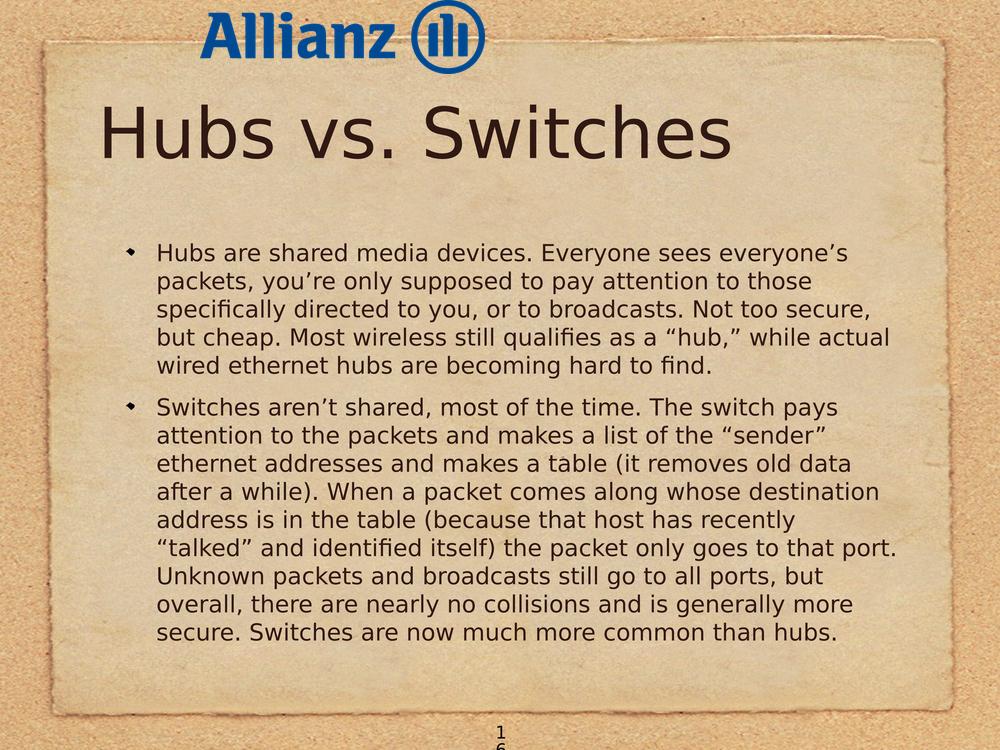 Allianz
Hubs vs. Switches
• Hubs are shared media devices. Everyone sees everyone’s
packets, you’re only supposed to pay attention to those
specifically directed to you, or to broadcasts. Not too secure,
but cheap. Most wireless still qualifies as a “hub,” while actual
wired ethernet hubs are becoming hard to find.
• Switches aren’t shared, most of the time. The switch pays
attention to the packets and makes a list of the “sender”
ethernet addresses and makes a table (it removes old data
after a while). When a packet comes along whose destination
address is in the table (because that host has recently
“talked” and identified itself) the packet only goes to that port.
Unknown packets and broadcasts still go to all ports, but
overall, there are nearly no collisions and is generally more
secure. Switches are now much more common than hubs.
1
6